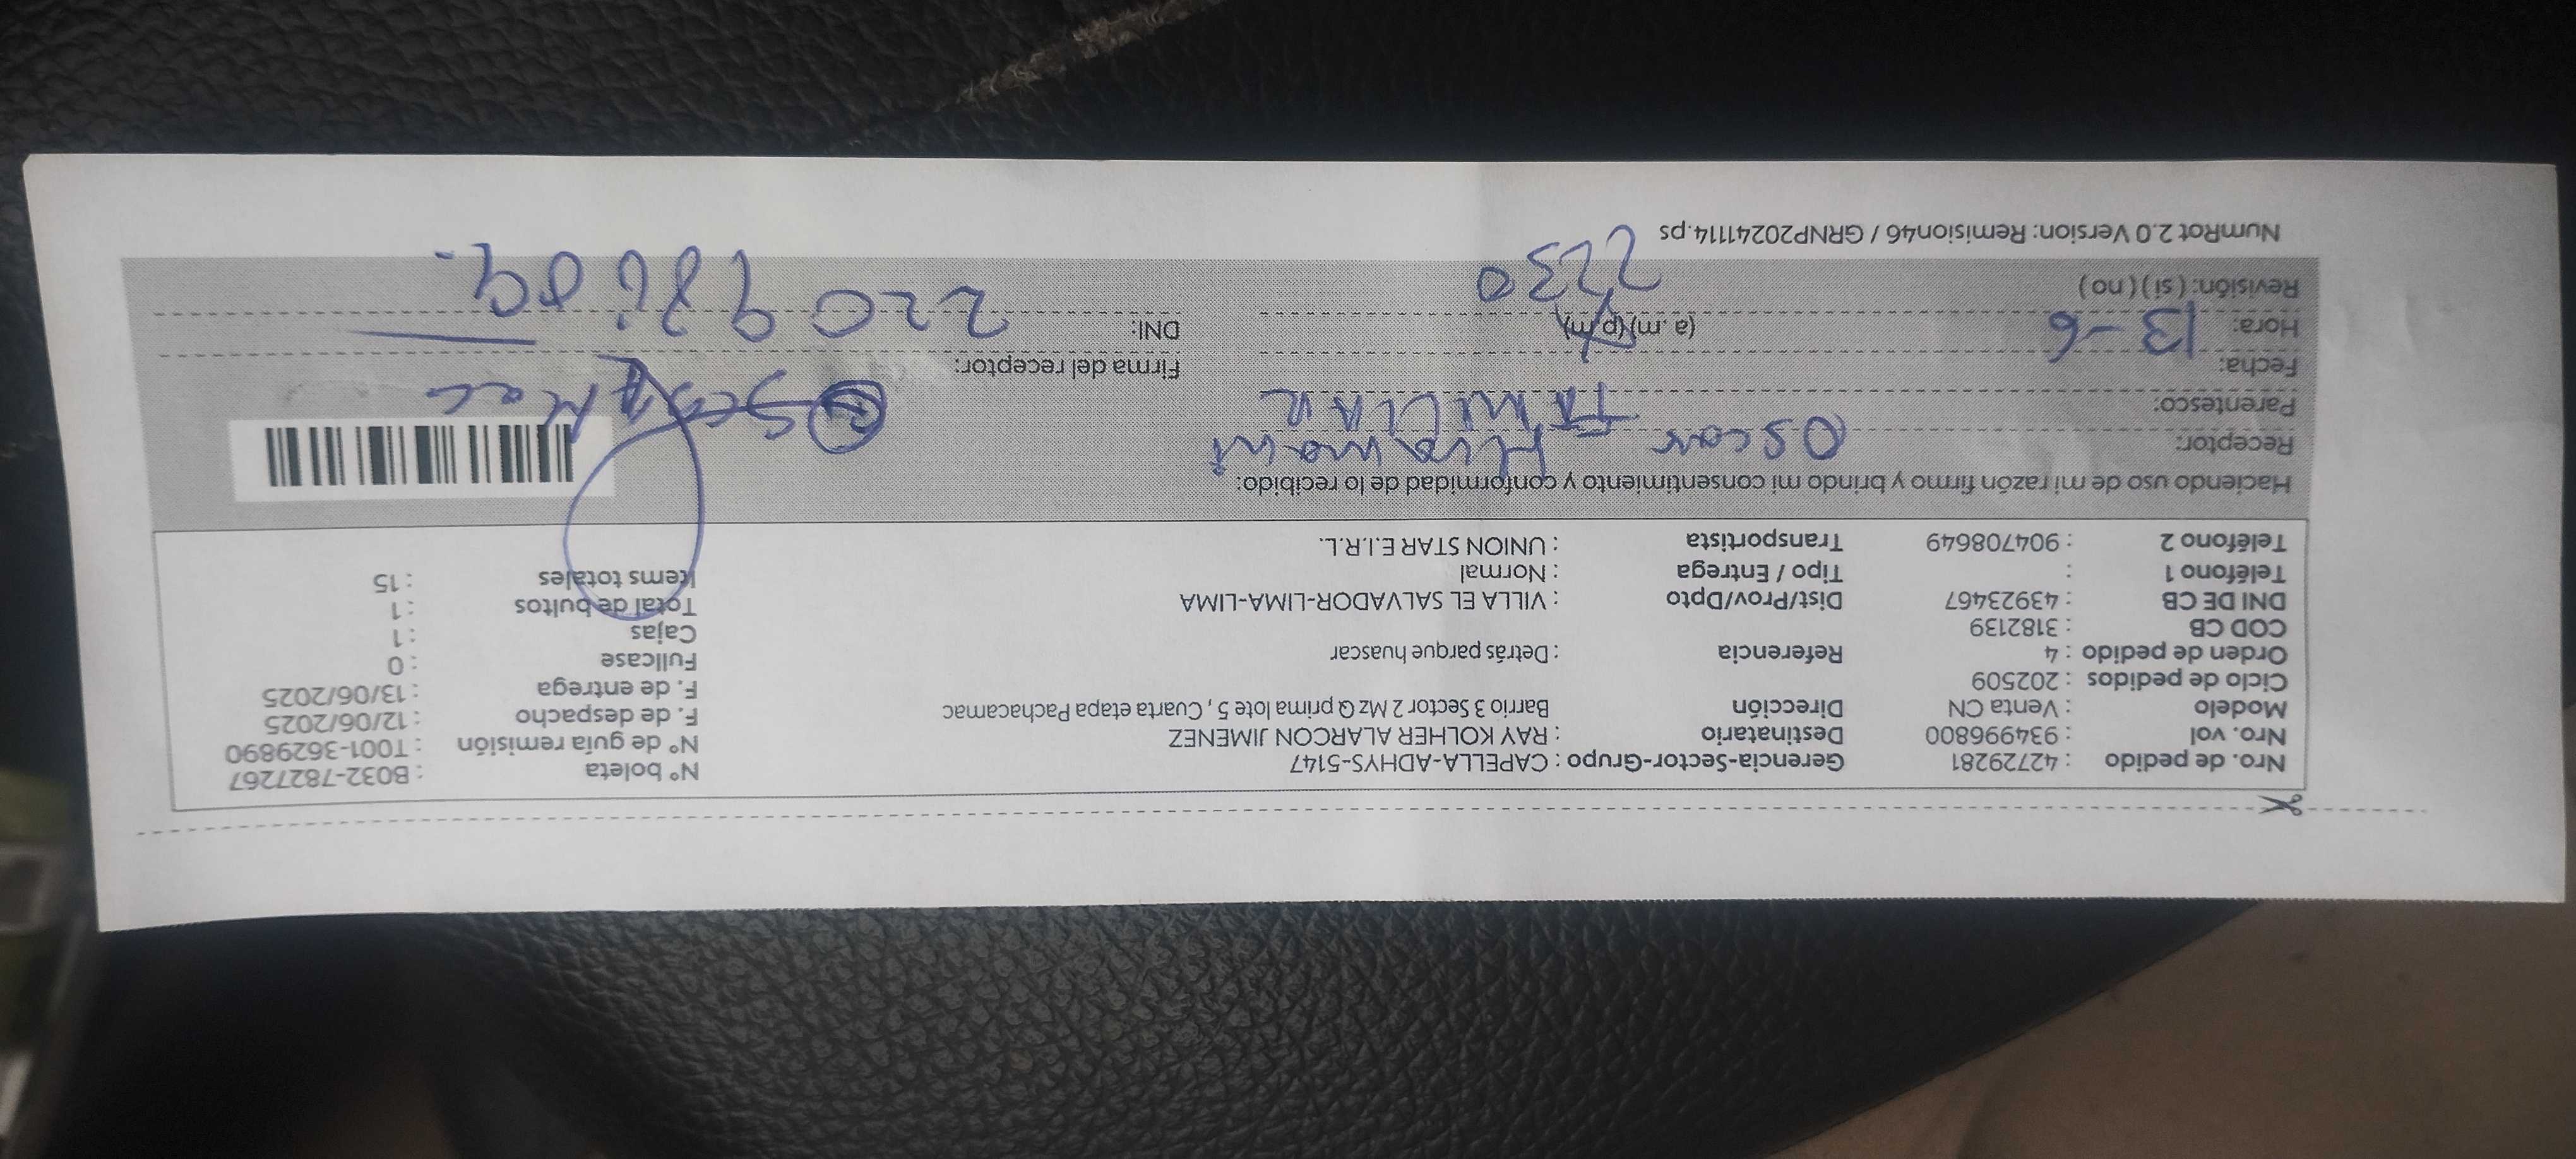 Nro. de pedido : 42729281 Gerencia-Sector-Grupo : CAPELLA-ADHYS-5147 N° boleta : B032-7827267
Nro. vol : 934996800 Destinatario : RAY KOLHER ALARCON JIMENEZ N° de guía remisión : T001-3629890
Modelo : Venta CN Dirección Barrio 3 Sector 2 Mz Q prima lote 5 , Cuarta etapa Pachacamac F. de despacho : 12/06/2025
Ciclo de pedidos : 202509 F. de entrega : 13/06/2025
Orden de pedido : 4 Referencia : Detrás parque huascar Fullcase : 0
COD CB : 3182139 Cajas : 1
DNI DE CB : 43923467 Dist/Prov/Dpto : VILLA EL SALVADOR-LIMA-LIMA Total de bultos : 1
Teléfono 1 : Tipo / Entrega : Normal Items totales : 15
Teléfono 2 : 904708649 Transportista : UNION STAR E.I.R.L.
Haciendo uso de mi razón firmo y brindo mi consentimiento y conformidad de lo recibido:
Receptor: Oscar
Parentesco: FAMILIAR
Fecha: 13-6 Firma del receptor:
Hora: (a. m) (p. m) 2230 DNI:
Revisión: ( si ) ( no )
NumRot 2.0 Version: Remision46 / GRNP20241114.ps